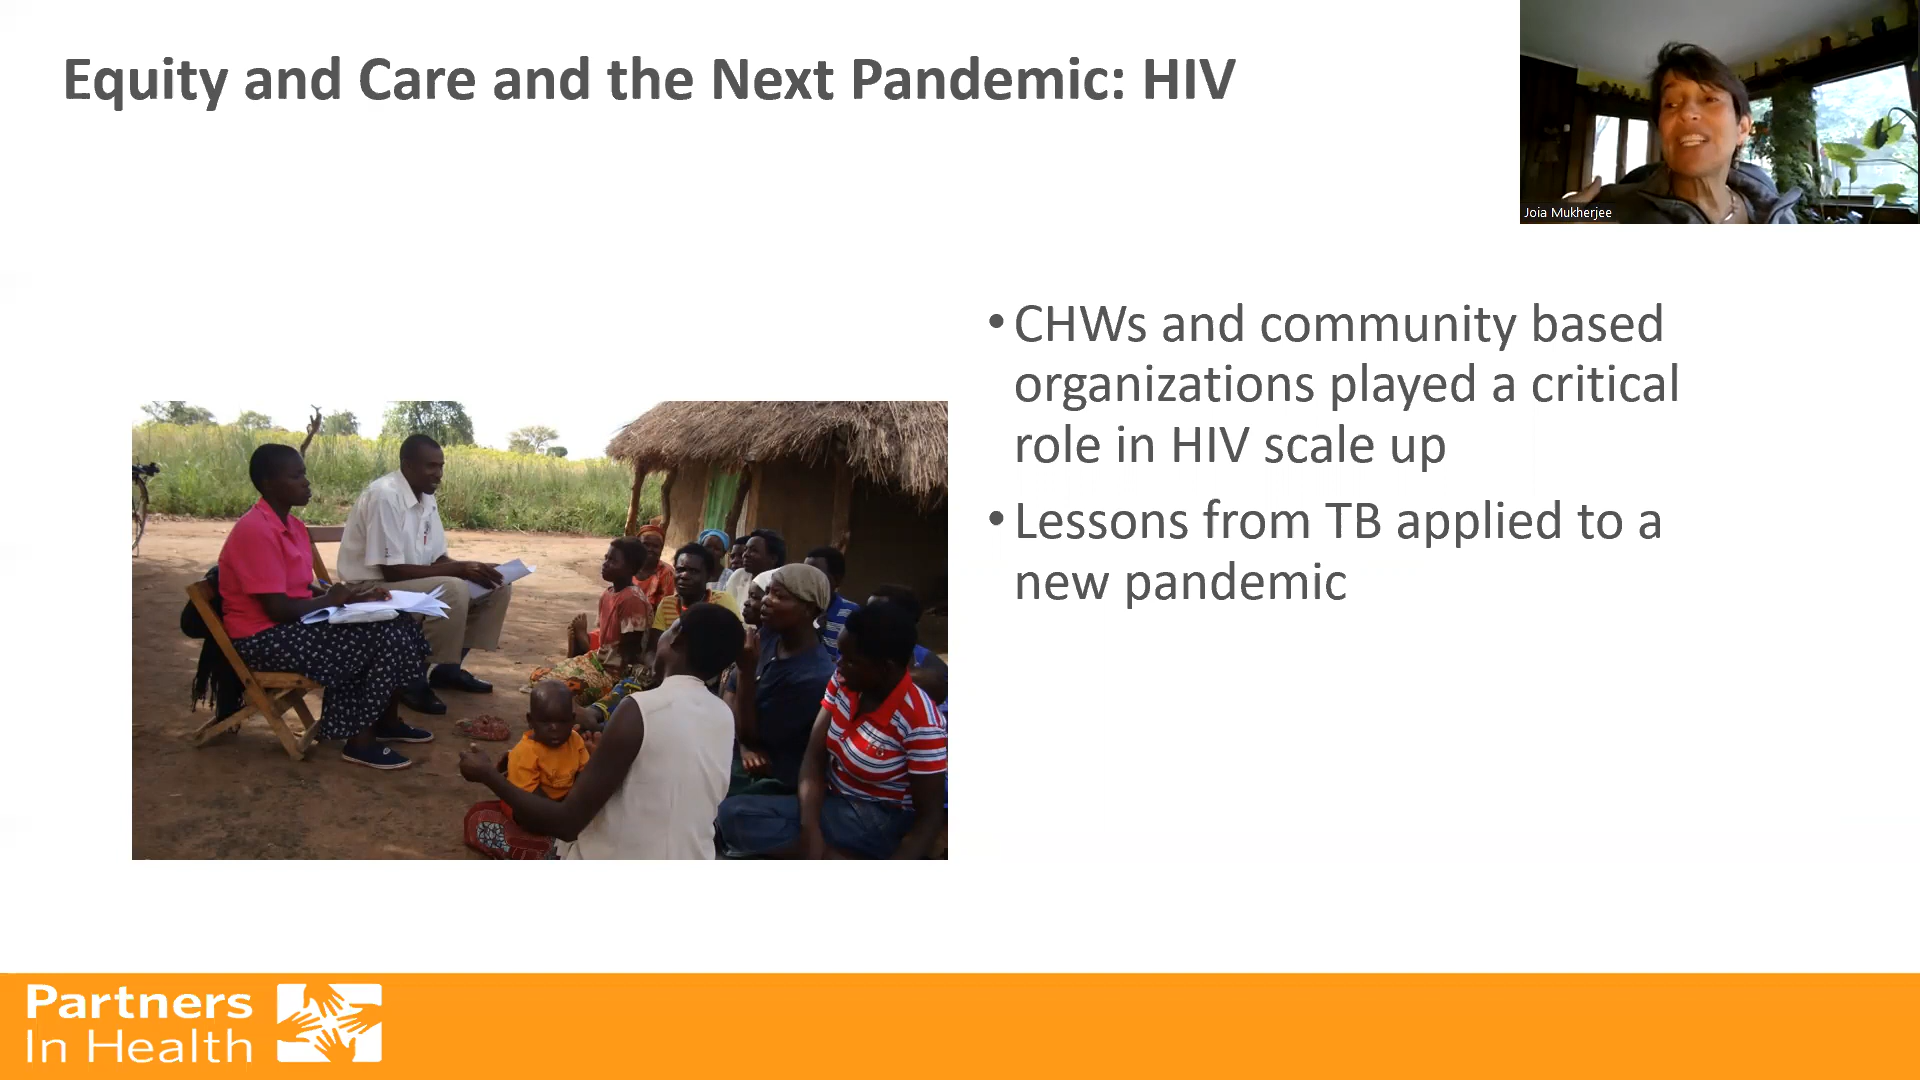 Equity and Care and the Next Pandemic: HIV
Joia Mukherjee
• CHWs and community based
organizations played a critical
role in HIV scale up
• Lessons from TB applied to a
new pandemic
Partners
In Health